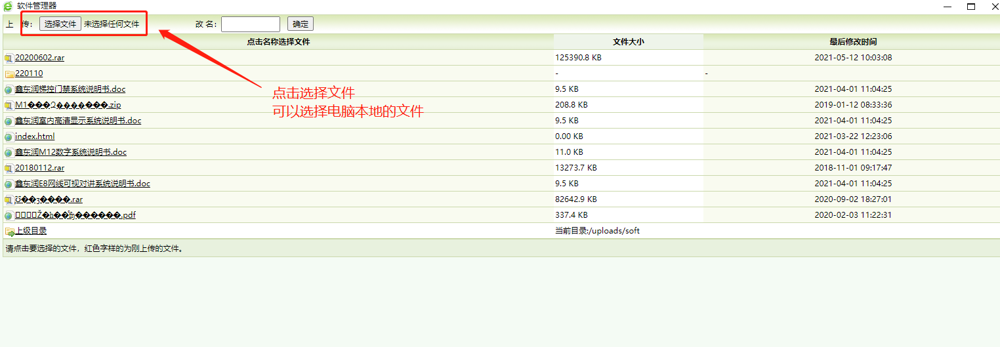 软件管理器
上 传: 选择文件 未选择任何文件 改 名: 确定
点击名称选择文件 文件大小 最后修改时间
20200602.rar 125390.8 KB 2021-05-12 10:03:08
220110 - -
鑫东润梯控门禁系统说明书.doc 9.5 KB 2021-04-01 11:04:25
208.8 KB 2019-01-12 08:33:36
鑫东润室内高清显示系统说明书.doc 9.5 KB 2021-04-01 11:04:25
index.html 0.00 KB 2021-03-22 12:23:06
鑫东润M12数字系统说明书.doc 11.0 KB 2021-04-01 11:04:25
20180112.rar 13273.7 KB 2018-11-01 09:17:47
鑫东润E8网线可视对讲系统说明书.doc 9.5 KB 2021-04-01 11:04:25
82642.9 KB 2020-09-02 18:27:01
337.4 KB 2020-02-03 11:22:31
上级目录 当前目录:/uploads/soft
请点击要选择的文件，红色字样的为刚上传的文件。
点击选择文件
可以选择电脑本地的文件